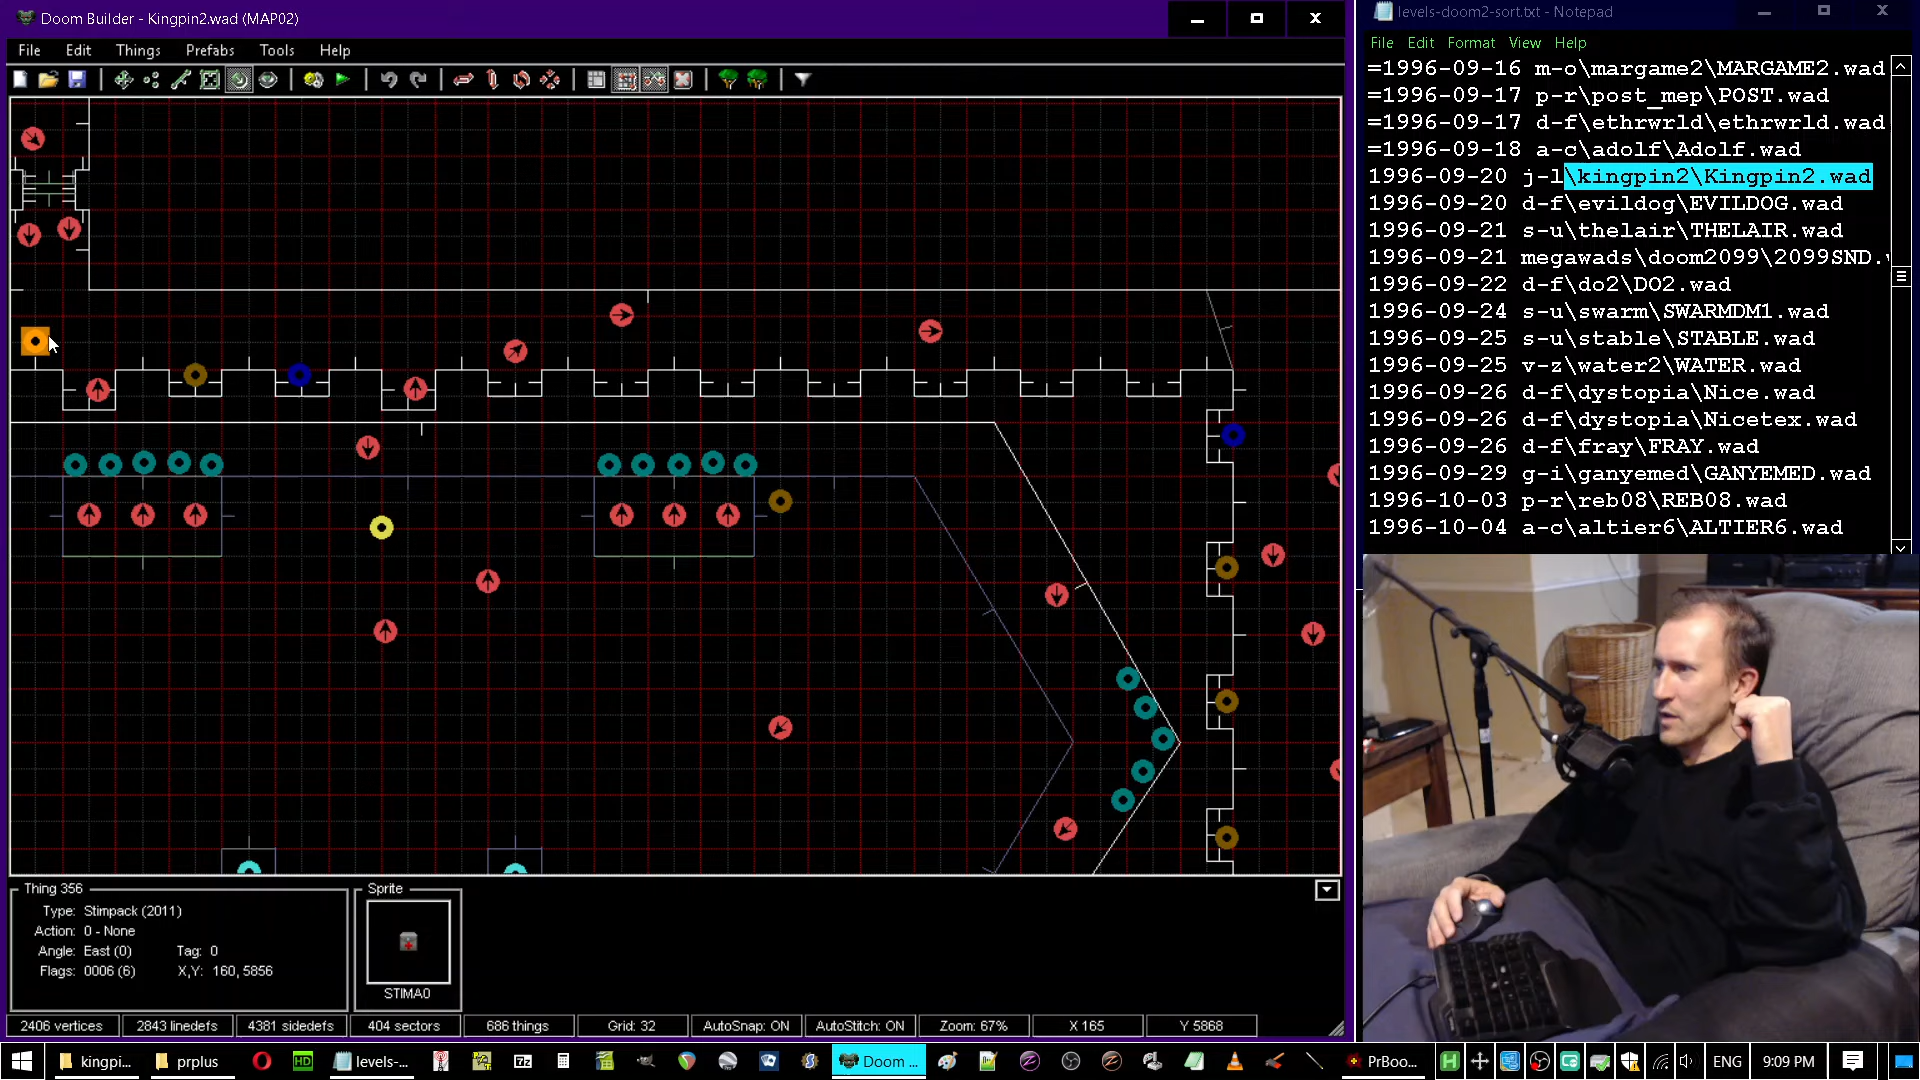 Doom Builder - Kingpin2.wad (MAP02)
File Edit Things Prefabs Tools Help
Thing 356
Type: Stimpack (2011)
Action: 0 - None
Angle: East (0) Tag: 0
Flags: 0006 (6) X,Y: 160, 5856
Sprite
STIMA0
2406 vertices 2843 linedefs 4381 sidedefs 404 sectors 686 things Grid: 32 AutoSnap: ON AutoStitch: ON Zoom: 67% X 165 Y 5868
levels-doom2-sort.txt - Notepad
File Edit Format View Help
=1996-09-16 m-o\margame2\MARGAME2.wad
=1996-09-17 p-r\post_mep\POST.wad
=1996-09-17 d-f\ethrwrld\ethrwrld.wad
=1996-09-18 a-c\adolf\Adolf.wad
1996-09-20 j-l\kingpin2\Kingpin2.wad
1996-09-20 d-f\evildog\EVILDOG.wad
1996-09-21 s-u\thelair\THELAIR.wad
1996-09-21 megawads\doom2099\2099SND.
1996-09-22 d-f\do2\DO2.wad
1996-09-24 s-u\swarm\SWARMDM1.wad
1996-09-25 s-u\stable\STABLE.wad
1996-09-25 v-z\water2\WATER.wad
1996-09-26 d-f\dystopia\Nice.wad
1996-09-26 d-f\dystopia\Nicetex.wad
1996-09-26 d-f\fray\FRAY.wad
1996-09-29 g-i\ganyemed\GANYEMED.wad
1996-10-03 p-r\reb08\REB08.wad
1996-10-04 a-c\altier6\ALTIER6.wad
kingpi... prplus HD levels-... 7z Doom ... PrBoo... H ENG 9:09 PM